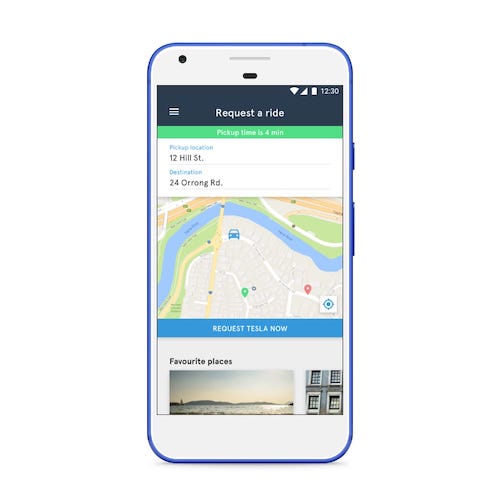 12:30
Request a ride
Pickup time is 4 min
Pickup location
12 Hill St.
Destination
24 Orrong Rd.
REQUEST TESLA NOW
Favourite places